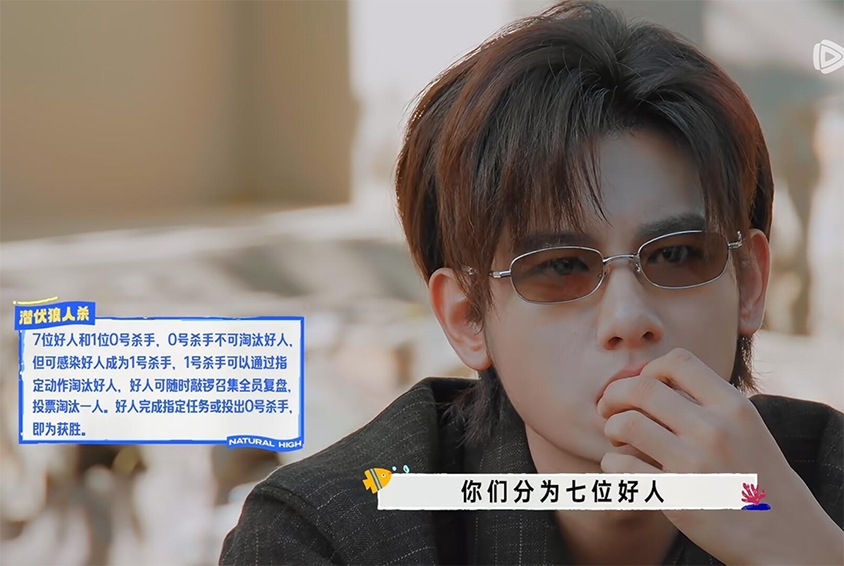 潜伏狼人杀
7位好人和1位0号杀手，0号杀手不可淘汰好人，
但可感染好人成为1号杀手，1号杀手可以通过指
定动作淘汰好人，好人可随时敲锣召集全员复盘，
投票淘汰一人。好人完成指定任务或投出0号杀手，
即为获胜。
NATURAL HIGH
你们分为七位好人